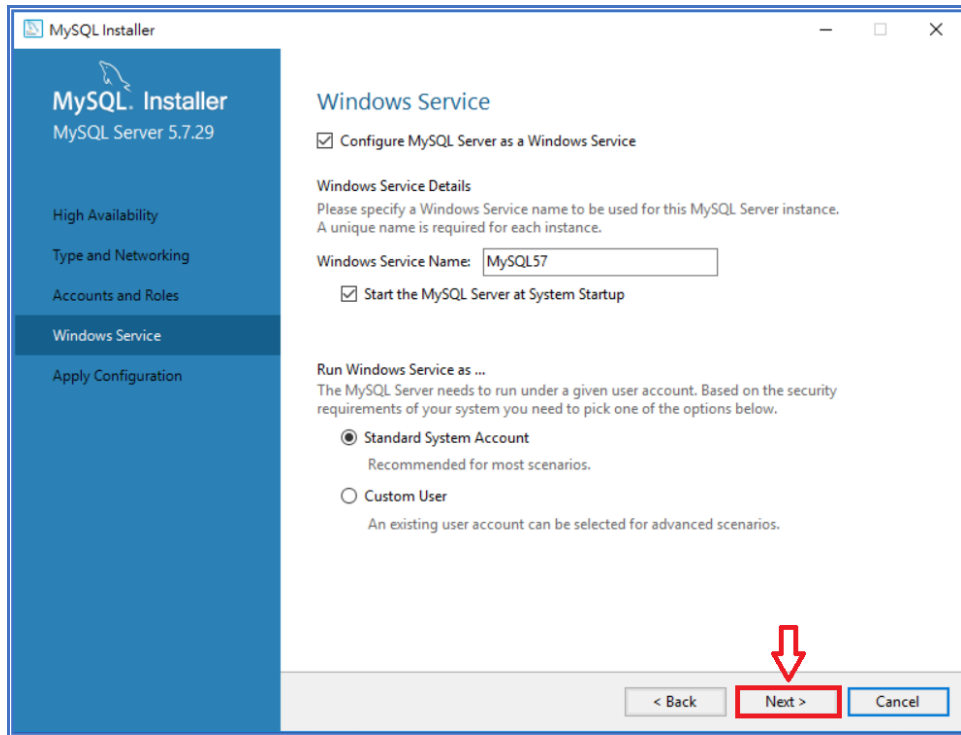 MySQL Installer
MySQL. Installer
MySQL Server 5.7.29
High Availability
Type and Networking
Accounts and Roles
Windows Service
Apply Configuration
Windows Service
Configure MySQL Server as a Windows Service
Windows Service Details
Please specify a Windows Service name to be used for this MySQL Server instance.
A unique name is required for each instance.
Windows Service Name: MySQL57
Start the MySQL Server at System Startup
Run Windows Service as ...
The MySQL Server needs to run under a given user account. Based on the security
requirements of your system you need to pick one of the options below.
Standard System Account
Recommended for most scenarios.
Custom User
An existing user account can be selected for advanced scenarios.
< Back Next > Cancel